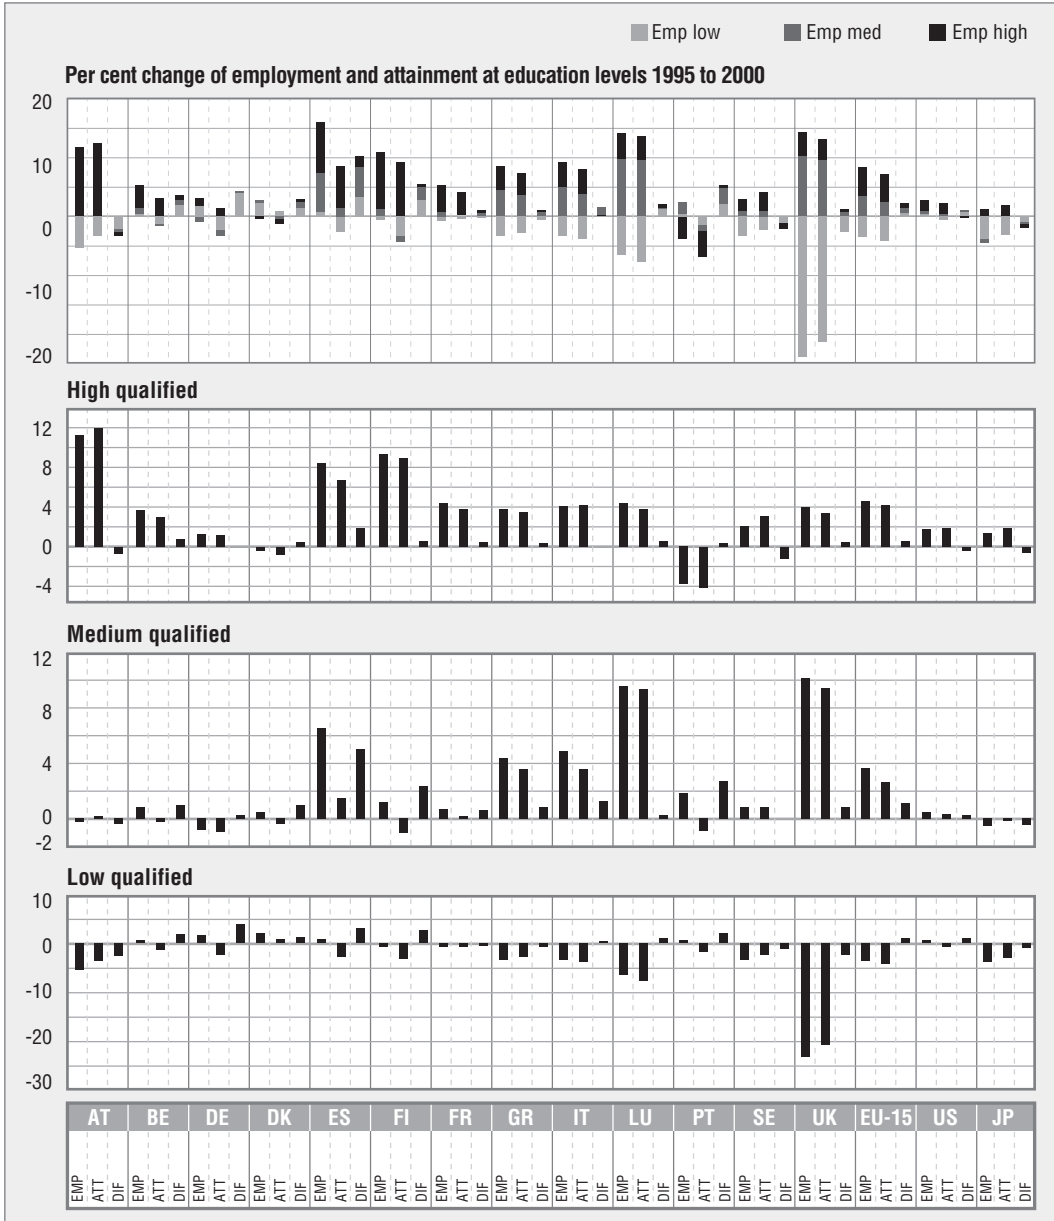 Emp low Emp med Emp high
Per cent change of employment and attainment at education levels 1995 to 2000
20
10
0
-10
-20
High qualified
12
8
4
0
-4
Medium qualified
12
8
4
0
-2
Low qualified
10
0
-10
-20
-30
AT BE DE DK ES FI FR GR IT LU PT SE UK EU-15 US JP
EMP ATT DIF EMP ATT DIF EMP ATT DIF EMP ATT DIF EMP ATT DIF EMP ATT DIF EMP ATT DIF EMP ATT DIF EMP ATT DIF EMP ATT DIF EMP ATT DIF EMP ATT DIF EMP ATT DIF EMP ATT DIF EMP ATT DIF EMP ATT DIF